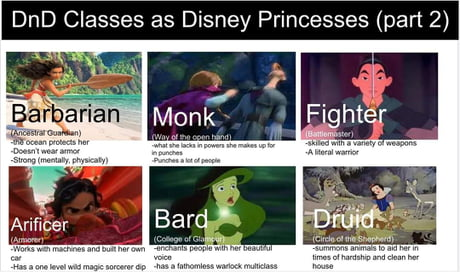 DnD Classes as Disney Princesses (part 2)
Barbarian
(Ancestral Guardian)
-the ocean protects her
-Doesn't wear armor
-Strong (mentally, physically)
Monk
(Way of the open hand)
-what she lacks in powers she makes up for
in punches
-Punches a lot of people
Fighter
(Battlemaster)
-skilled with a variety of weapons
-A literal warrior
Arificer
(Armorer)
-Works with machines and built her own
car
-Has a one level wild magic sorcerer dip
Bard
(College of Glamour)
-enchants people with her beautiful
voice
-has a fathomless warlock multiclass
Druid
(Circle of the Shepherd)
-summons animals to aid her in
times of hardship and clean her
house